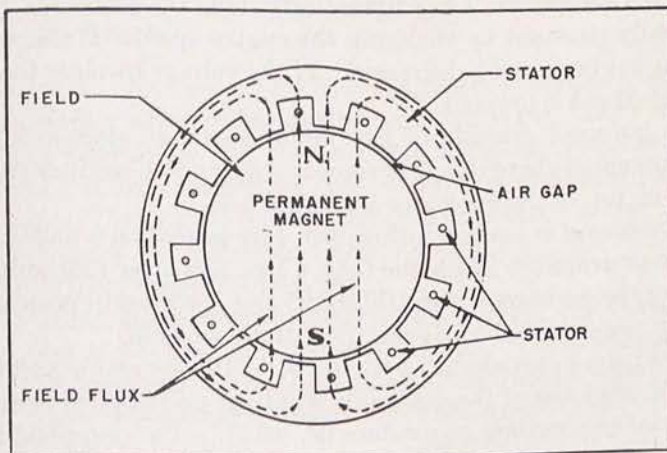 STATOR
FIELD
N.
AIR GAP
PERMANENT
MAGNET
S.
STATOR
FIELD FLUX